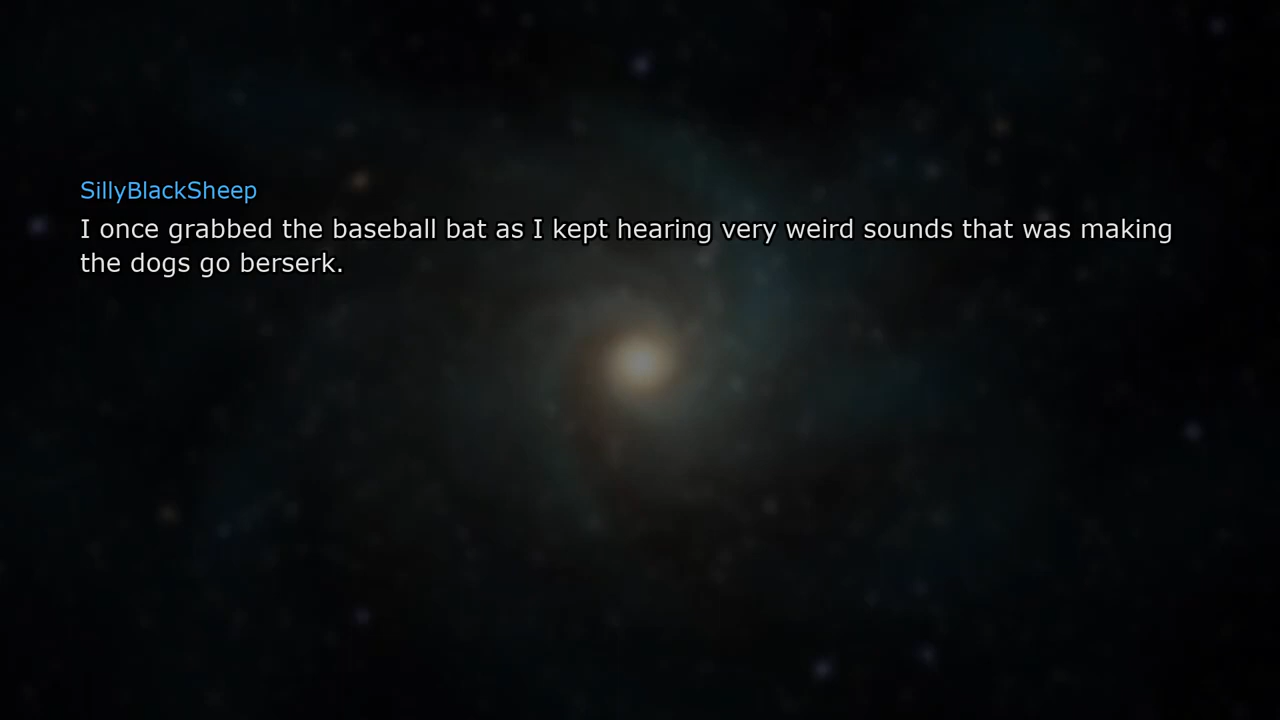 SillyBlackSheep
I once grabbed the baseball bat as I kept hearing very weird sounds that was making
the dogs go berserk.